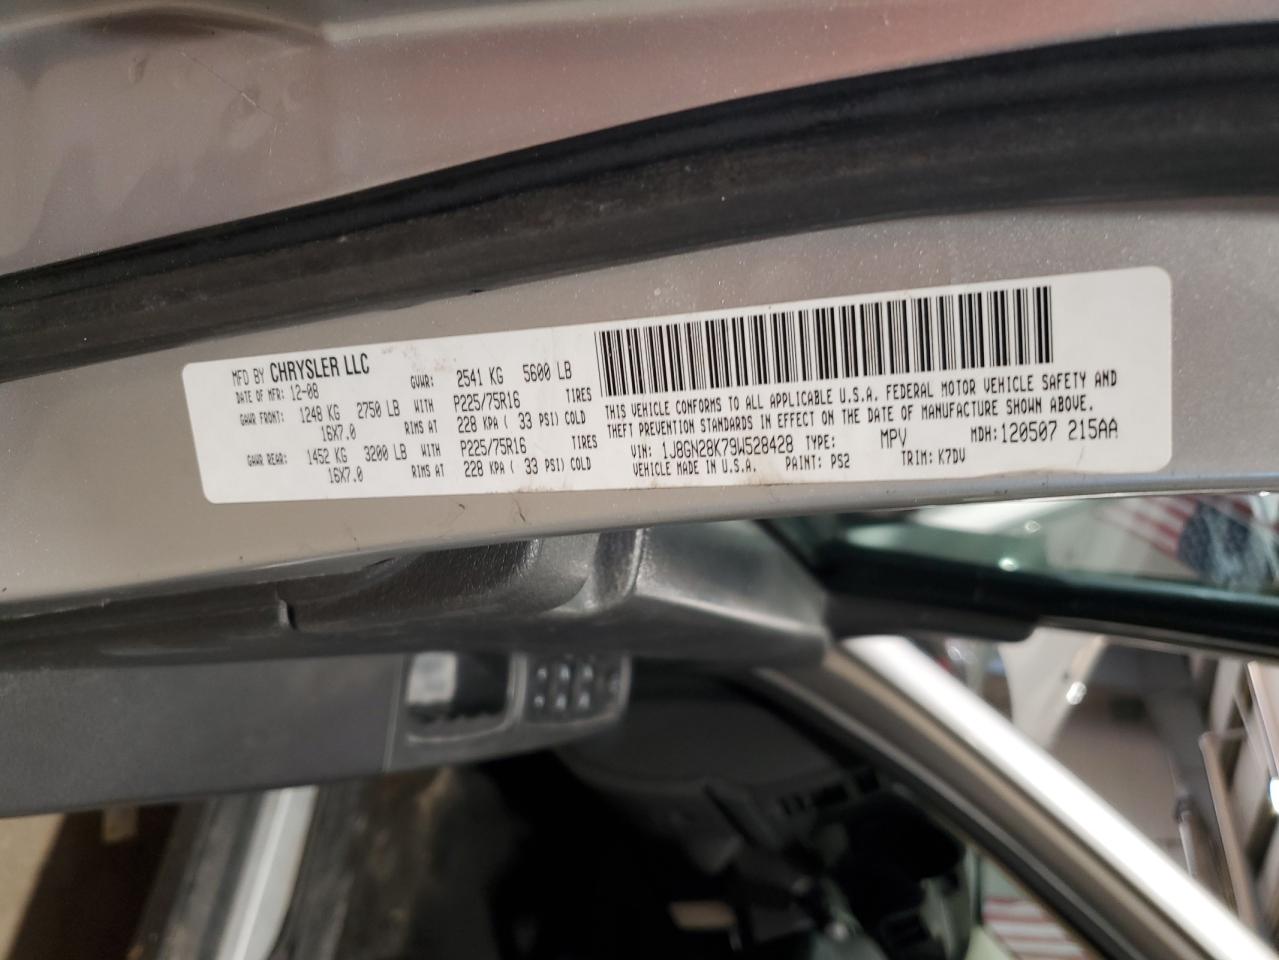 MFD BY CHRYSLER LLC
DATE OF MFR: 12-08 GVWR: 2541 KG 5600 LB
GAWR FRONT: 1248 KG 2750 LB WITH P225/75R16 TIRES
16X7.0 RIMS AT 228 KPA ( 33 PSI) COLD
GAWR REAR: 1452 KG 3200 LB WITH P225/75R16 TIRES
16X7.0 RIMS AT 228 KPA ( 33 PSI) COLD
THIS VEHICLE CONFORMS TO ALL APPLICABLE U.S.A. FEDERAL MOTOR VEHICLE SAFETY AND
THEFT PREVENTION STANDARDS IN EFFECT ON THE DATE OF MANUFACTURE SHOWN ABOVE.
VIN: 1J8GN28K79W528428 TYPE: MPV MDH: 120507 215AA
VEHICLE MADE IN U.S.A. PAINT: PS2 TRIM: K7DV